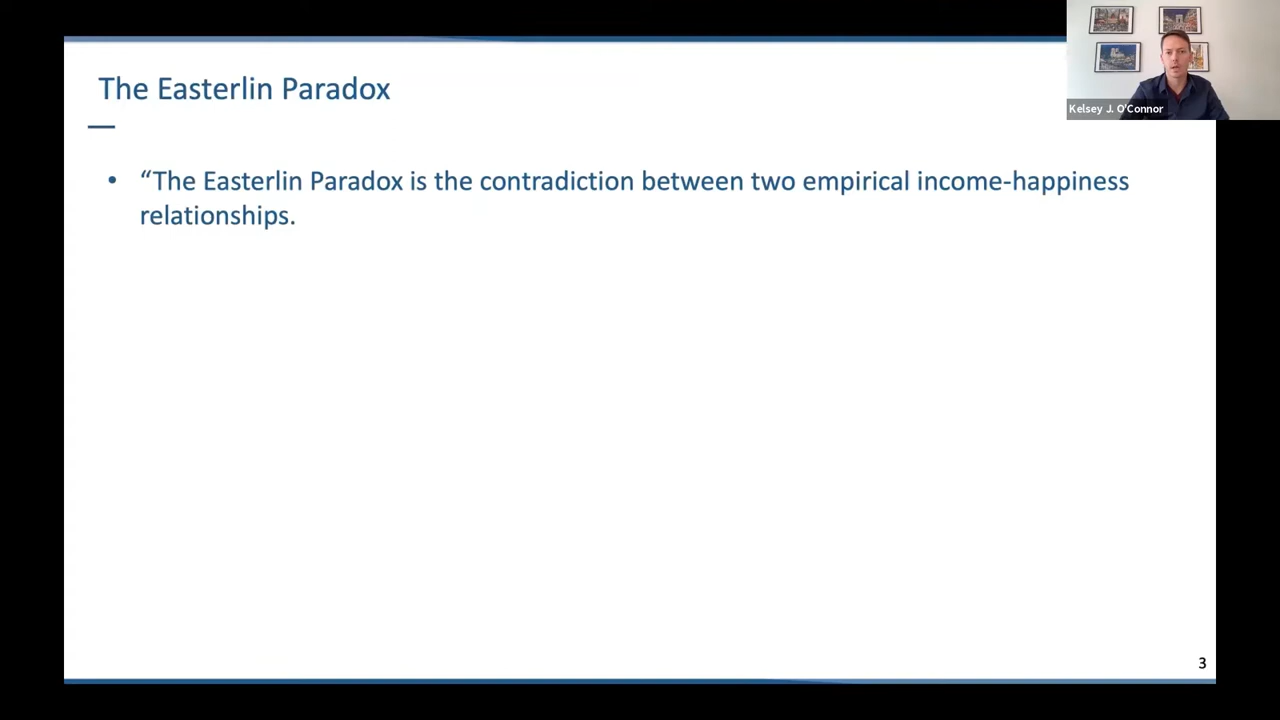 The Easterlin Paradox
Kelsey J. O'Connor
• “The Easterlin Paradox is the contradiction between two empirical income-happiness
relationships.
3